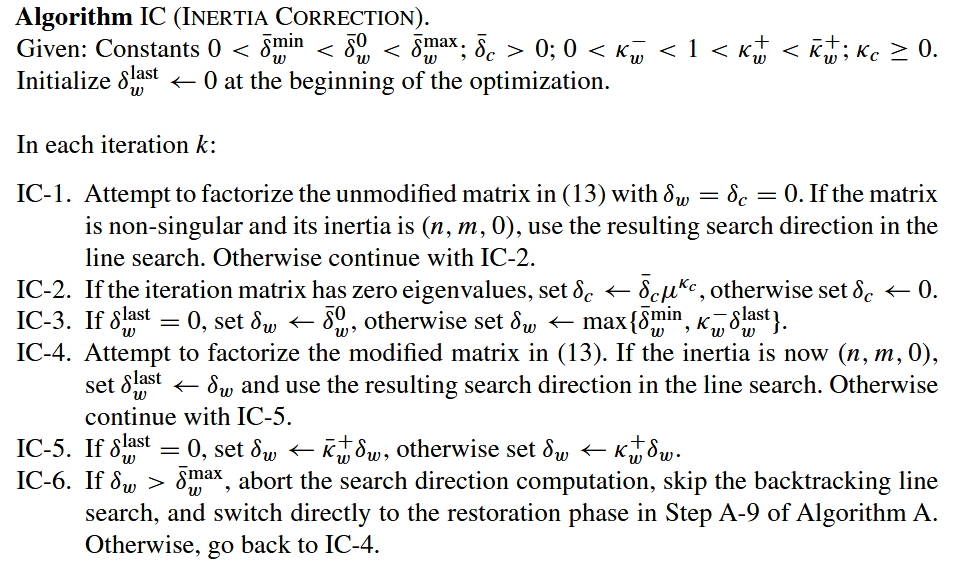 Algorithm IC (INERTIA CORRECTION).
Given: Constants 0 < δ̄_w^min < δ̄_w^0 < δ̄_w^max; δ̄_c > 0; 0 < κ_w^− < 1 < κ_w^+ < κ̄_w^+; κ_c ≥ 0.
Initialize δ_w^last ← 0 at the beginning of the optimization.
In each iteration k:
IC-1. Attempt to factorize the unmodified matrix in (13) with δ_w = δ_c = 0. If the matrix
is non-singular and its inertia is (n, m, 0), use the resulting search direction in the
line search. Otherwise continue with IC-2.
IC-2. If the iteration matrix has zero eigenvalues, set δ_c ← δ̄_c μ^κ_c, otherwise set δ_c ← 0.
IC-3. If δ_w^last = 0, set δ_w ← δ̄_w^0, otherwise set δ_w ← max{δ̄_w^min, κ_w^− δ_w^last}.
IC-4. Attempt to factorize the modified matrix in (13). If the inertia is now (n, m, 0),
set δ_w^last ← δ_w and use the resulting search direction in the line search. Otherwise
continue with IC-5.
IC-5. If δ_w^last = 0, set δ_w ← κ̄_w^+ δ_w, otherwise set δ_w ← κ_w^+ δ_w.
IC-6. If δ_w > δ̄_w^max, abort the search direction computation, skip the backtracking line
search, and switch directly to the restoration phase in Step A-9 of Algorithm A.
Otherwise, go back to IC-4.